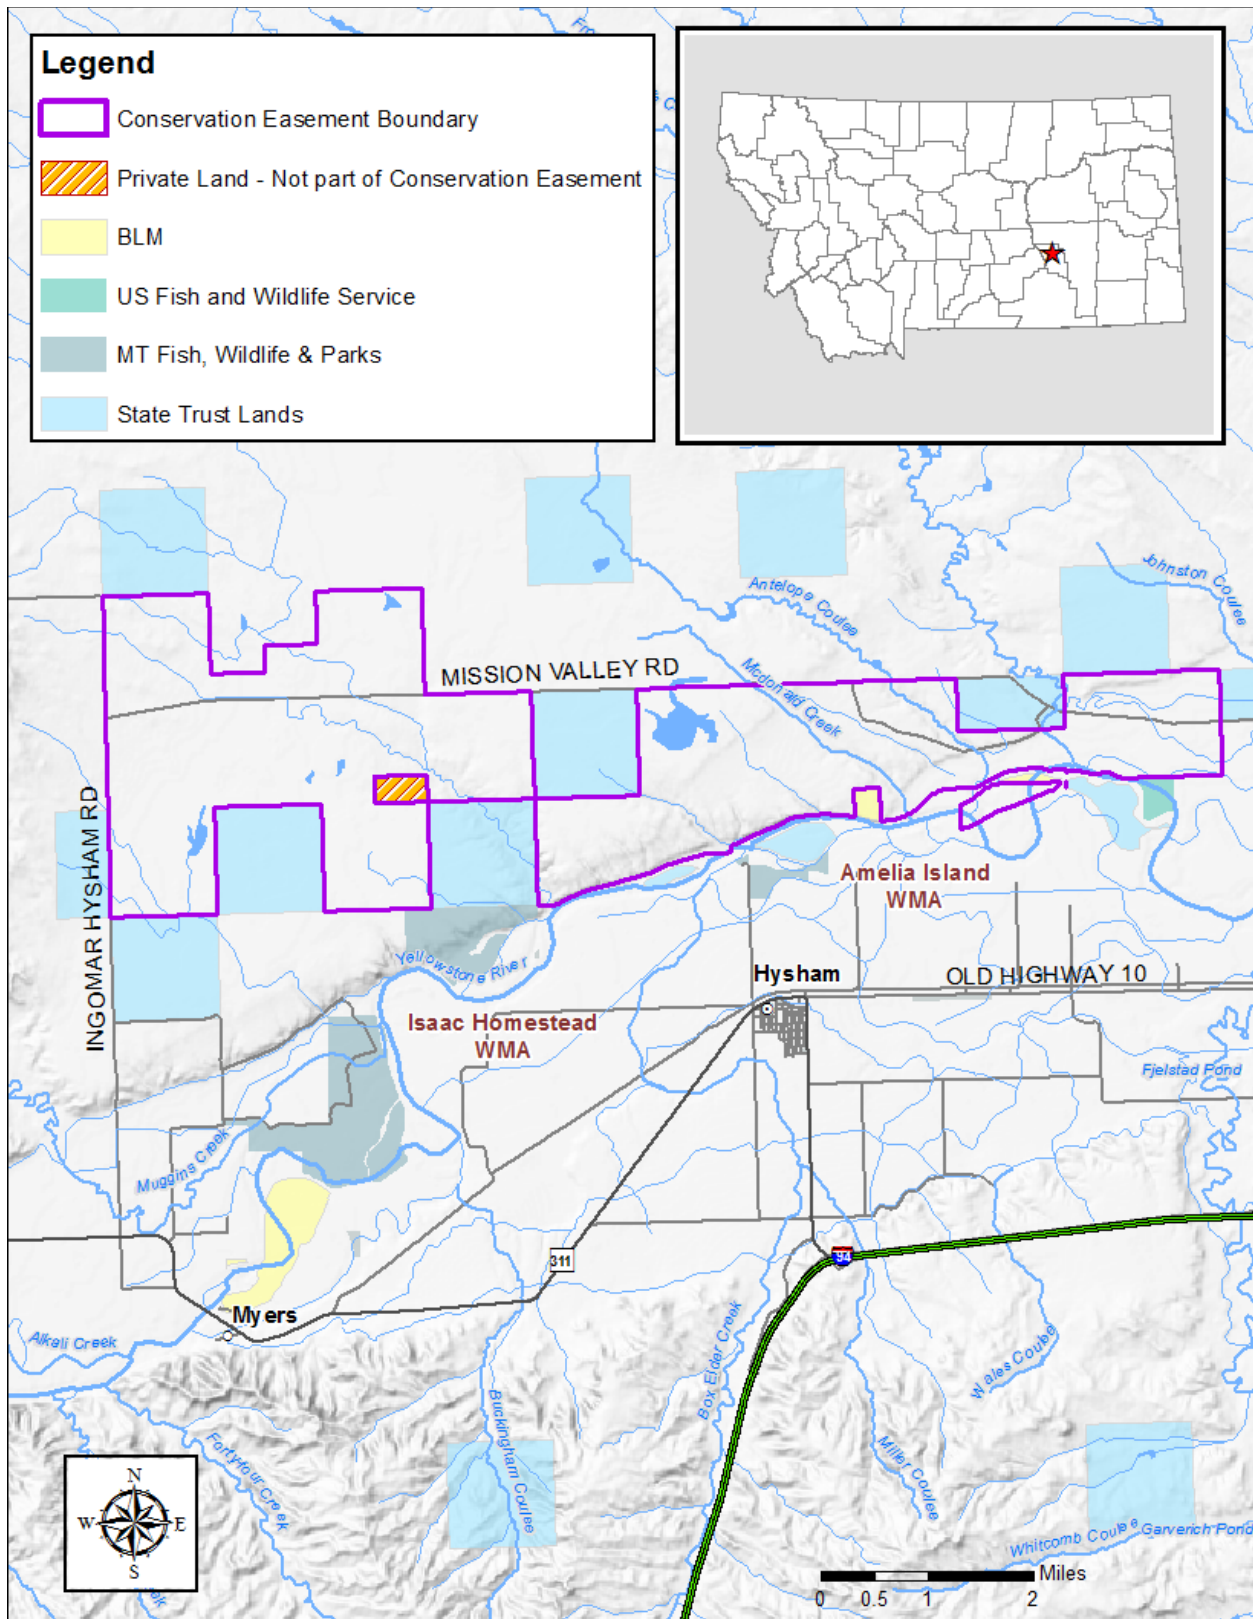 Legend
Conservation Easement Boundary
Private Land - Not part of Conservation Easement
BLM
US Fish and Wildlife Service
MT Fish, Wildlife & Parks
State Trust Lands
Johnston Coulee
Antelope Coulee
Mcdonald Creek
MISSION VALLEY RD
INGOMAR HYSHAM RD
Amelia Island
WMA
Yellowstone River
Hysham
OLD HIGHWAY 10
Isaac Homestead
WMA
Fjelstad Pond
Muggins Creek
311
94
Myers
Alkali Creek
Box Elder Creek
Wales Coulee
Buckingham Coulee
Fortyfour Creek
Miller Coulee
Whitcomb Coulee
Garverich Pond
N
W E
S
Miles
0 0.5 1 2